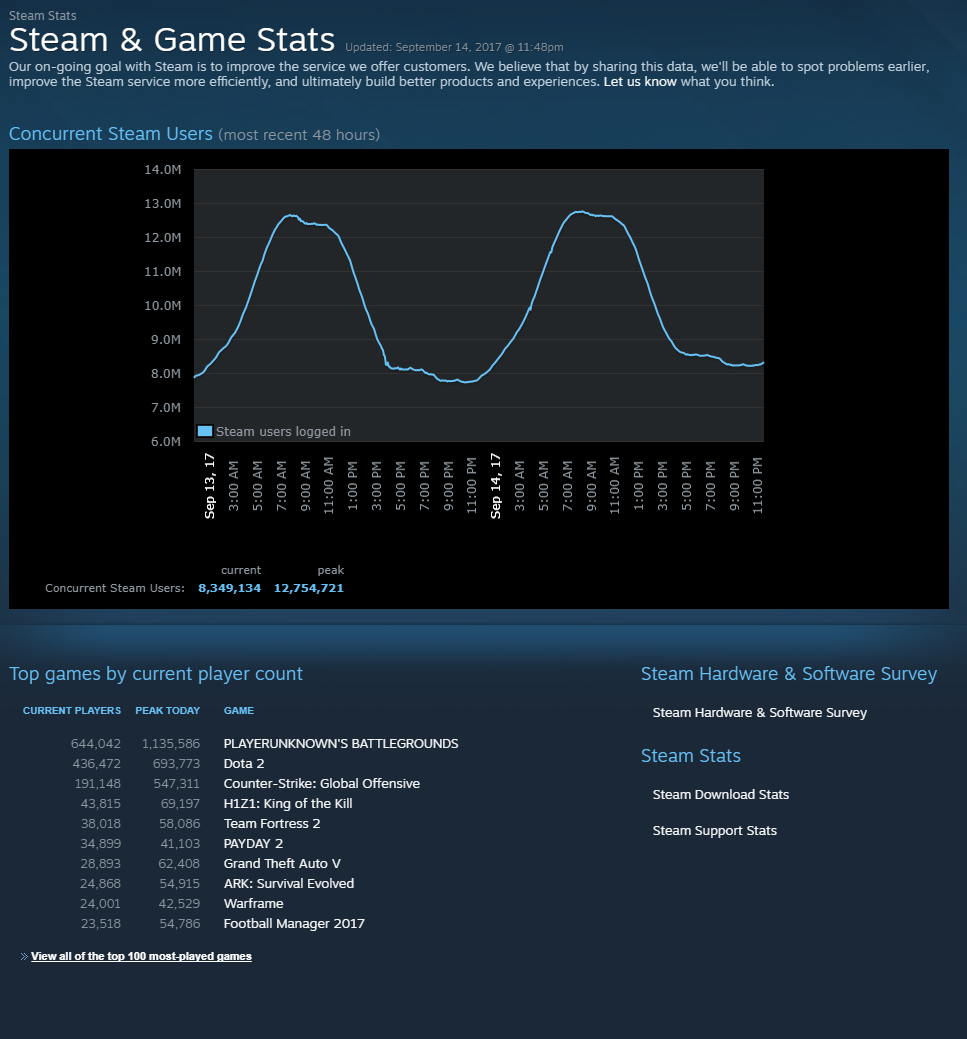 Steam Stats
Steam & Game Stats Updated: September 14, 2017 @ 11:48pm
Our on-going goal with Steam is to improve the service we offer customers. We believe that by sharing this data, we'll be able to spot problems earlier,
improve the Steam service more efficiently, and ultimately build better products and experiences. Let us know what you think.
Concurrent Steam Users (most recent 48 hours)
14.0M
13.0M
12.0M
11.0M
10.0M
9.0M
8.0M
7.0M
6.0M
Steam users logged in
Sep 13, 17
3:00 AM
5:00 AM
7:00 AM
9:00 AM
11:00 AM
1:00 PM
3:00 PM
5:00 PM
7:00 PM
9:00 PM
11:00 PM
Sep 14, 17
3:00 AM
5:00 AM
7:00 AM
9:00 AM
11:00 AM
1:00 PM
3:00 PM
5:00 PM
7:00 PM
9:00 PM
11:00 PM
current peak
Concurrent Steam Users: 8,349,134 12,754,721
Top games by current player count
CURRENT PLAYERS PEAK TODAY GAME
644,042 1,135,586 PLAYERUNKNOWN'S BATTLEGROUNDS
436,472 693,773 Dota 2
191,148 547,311 Counter-Strike: Global Offensive
43,815 69,197 H1Z1: King of the Kill
38,018 58,086 Team Fortress 2
34,899 41,103 PAYDAY 2
28,893 62,408 Grand Theft Auto V
24,868 54,915 ARK: Survival Evolved
24,001 42,529 Warframe
23,518 54,786 Football Manager 2017
» View all of the top 100 most-played games
Steam Hardware & Software Survey
Steam Hardware & Software Survey
Steam Stats
Steam Download Stats
Steam Support Stats